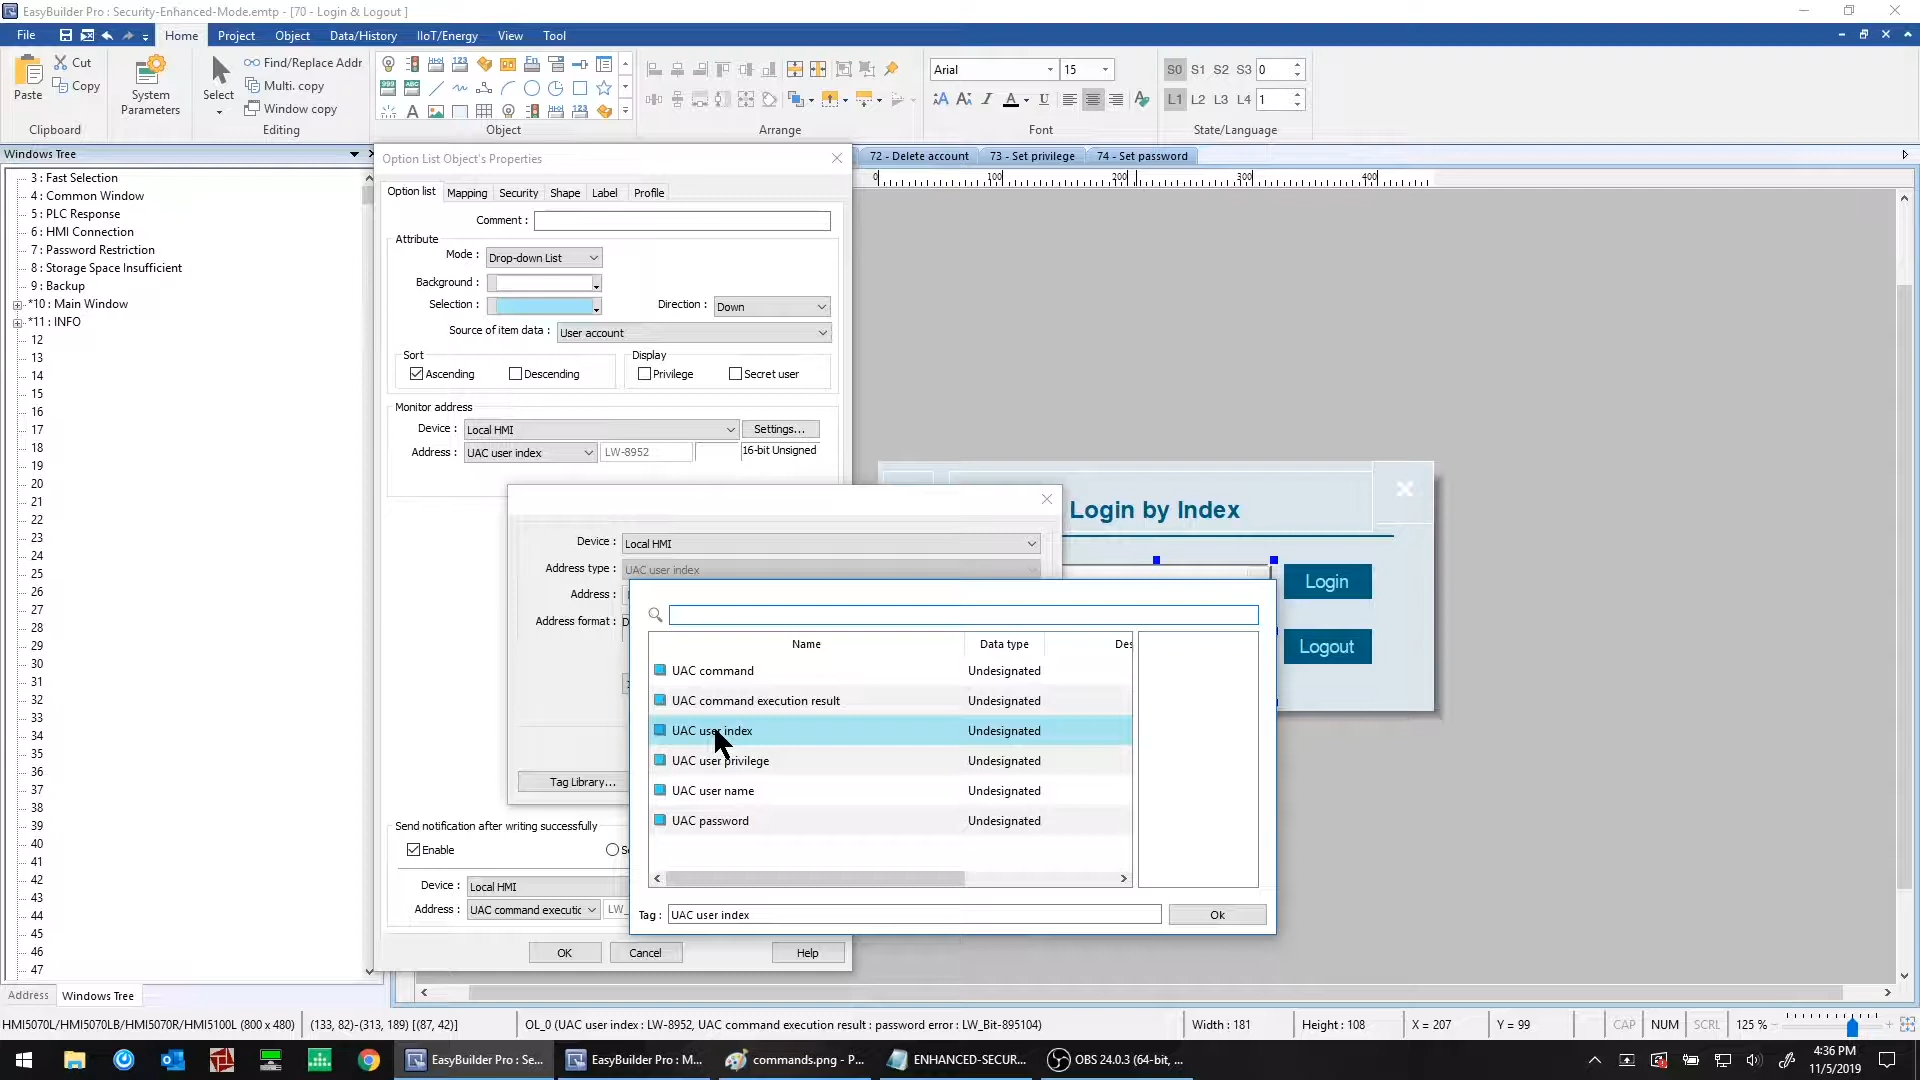 EasyBuilder Pro : Security-Enhanced-Mode.emtp - [70 - Login & Logout ]
File Home Project Object Data/History IIoT/Energy View Tool
Paste Cut Copy
System Parameters
Select Find/Replace Addr
Multi. copy
Window copy
Arial 15
S0 S1 S2 S3 0
L1 L2 L3 L4 1
Clipboard Editing Object Arrange Font State/Language
Windows Tree
3 : Fast Selection
4 : Common Window
5 : PLC Response
6 : HMI Connection
7 : Password Restriction
8 : Storage Space Insufficient
9 : Backup
*10 : Main Window
*11 : INFO
12
13
14
15
16
17
18
19
20
21
22
23
24
25
26
27
28
29
30
31
32
33
34
35
36
37
38
39
40
41
42
43
44
45
46
47
Address Windows Tree
Option List Object's Properties
Option list Mapping Security Shape Label Profile
Comment :
Attribute
Mode : Drop-down List
Background :
Selection : Direction : Down
Source of item data : User account
Sort Display
Ascending Descending Privilege Secret user
Monitor address
Device : Local HMI Settings...
Address : UAC user index LW-8952 16-bit Unsigned
Send notification after writing successfully
Enable
Device : Local HMI
Address : UAC command executic LW_
OK Cancel Help
Device : Local HMI
Address type : UAC user index
Address :
Address format : D
Tag Library...
Name Data type Des
UAC command Undesignated
UAC command execution result Undesignated
UAC user index Undesignated
UAC user privilege Undesignated
UAC user name Undesignated
UAC password Undesignated
Tag : UAC user index Ok
72 - Delete account 73 - Set privilege 74 - Set password
0 100 200 300 400
Login by Index
Login
Logout
HMI5070L/HMI5070LB/HMI5070R/HMI5100L (800 x 480) (133, 82)-(313, 189) [(87, 42)] OL_0 (UAC user index : LW-8952, UAC command execution result : password error : LW_Bit-895104) Width : 181 Height : 108 X = 207 Y = 99 CAP NUM SCRL 125 %
EasyBuilder Pro : Se... EasyBuilder Pro : M... commands.png - P... ENHANCED-SECUR... OBS 24.0.3 (64-bit, ...
4:36 PM
11/5/2019